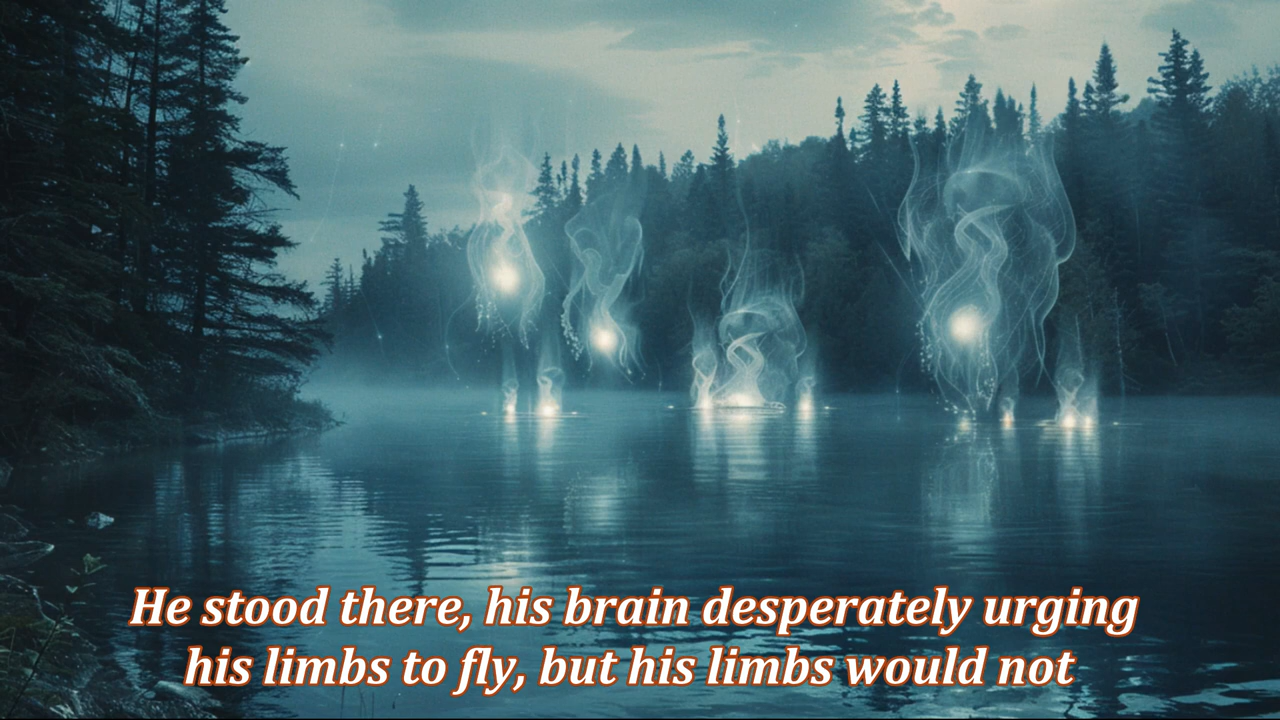 He stood there, his brain desperately urging
his limbs to fly, but his limbs would not